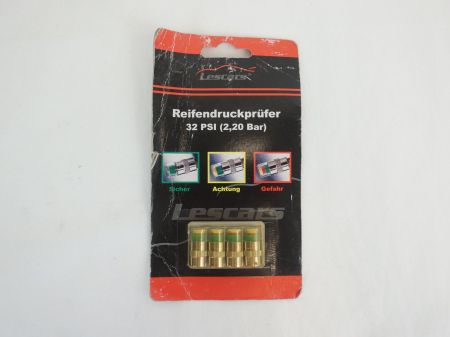 Lescars
Reifendruckprüfer
32 PSI (2,20 Bar)
Sicher Achtung Gefahr
Lescars